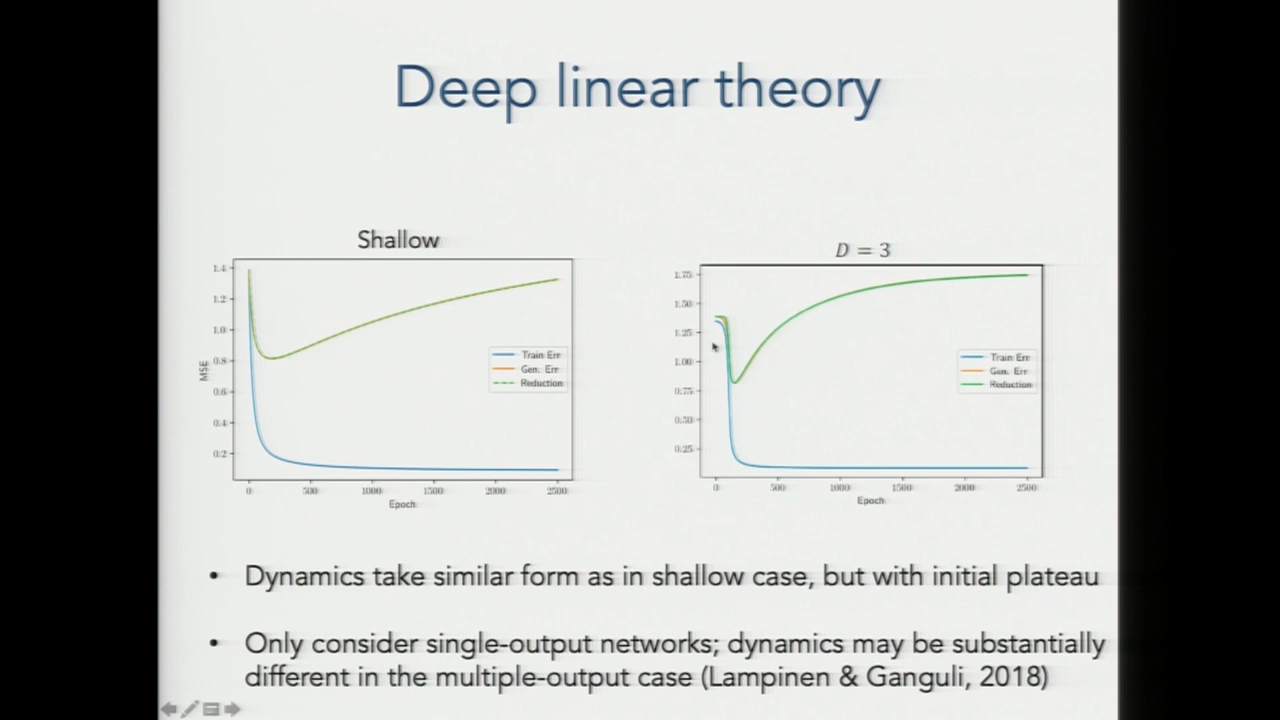 Deep linear theory
Shallow
1.4
1.2
1.0
0.8
0.6
0.4
0.2
MSE
0
500
1000
1500
2000
2500
Epoch
Train Err
Gen. Err
Reduction
D = 3
1.75
1.50
1.25
1.00
0.75
0.50
0.25
0
500
1000
1500
2000
2500
Epoch
Train Err
Gen. Err
Reduction
• Dynamics take similar form as in shallow case, but with initial plateau
• Only consider single-output networks; dynamics may be substantially
different in the multiple-output case (Lampinen & Ganguli, 2018)